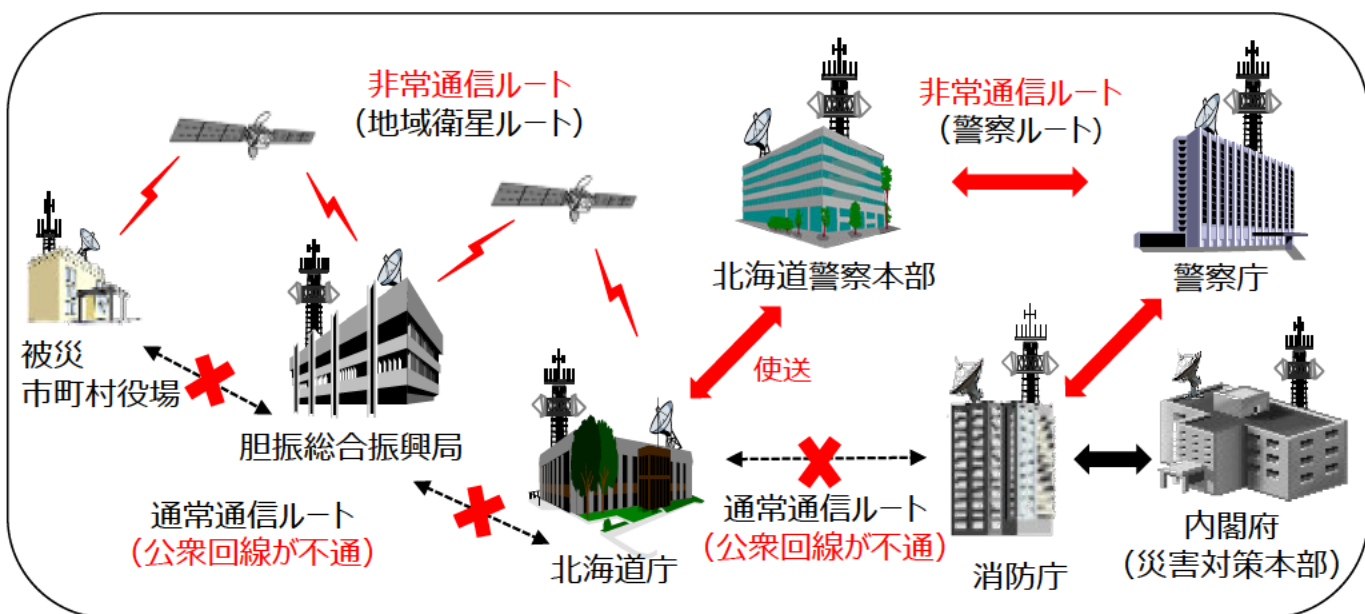 非常通信ルート
（地域衛星ルート）
非常通信ルート
（警察ルート）
北海道警察本部
警察庁
被災
市町村役場
使送
胆振総合振興局
通常通信ルート
（公衆回線が不通）
北海道庁
通常通信ルート
（公衆回線が不通）
消防庁
内閣府
（災害対策本部）